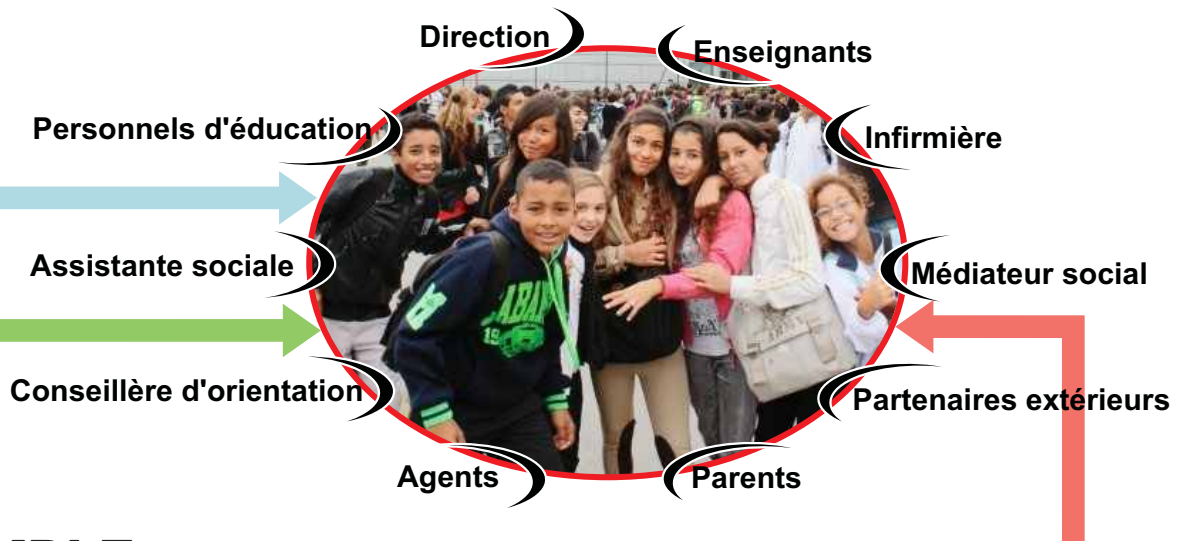 Direction
Enseignants
Personnels d'éducation
Infirmière
Assistante sociale
Médiateur social
Conseillère d'orientation
Partenaires extérieurs
Agents
Parents